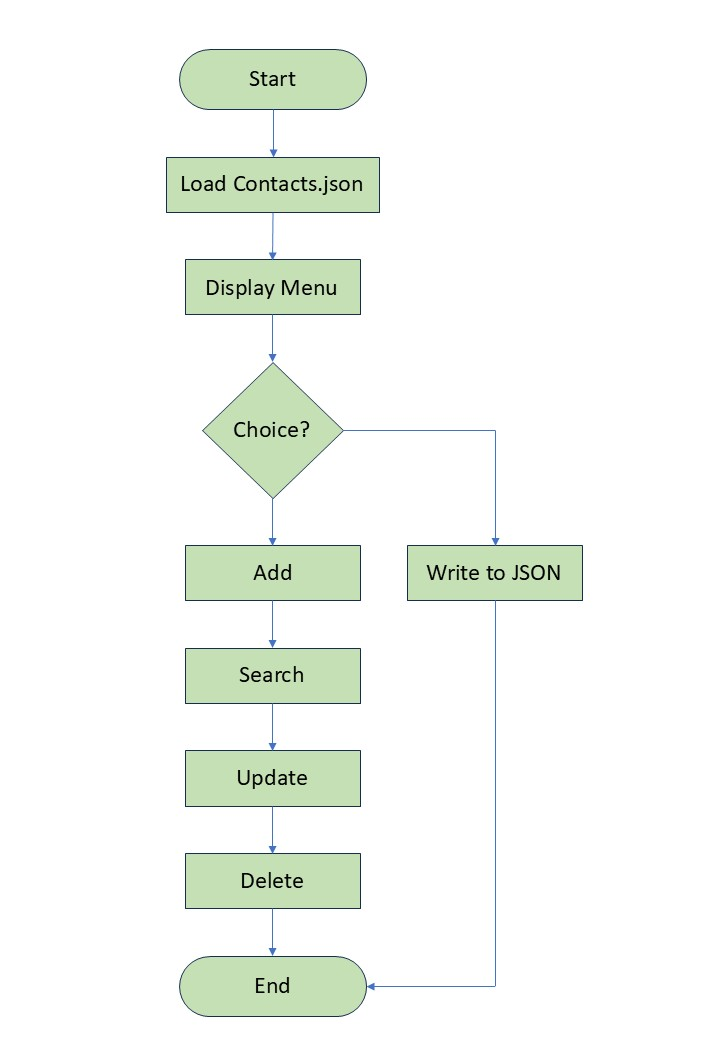 Start
Load Contacts.json
Display Menu
Choice?
Add
Write to JSON
Search
Update
Delete
End